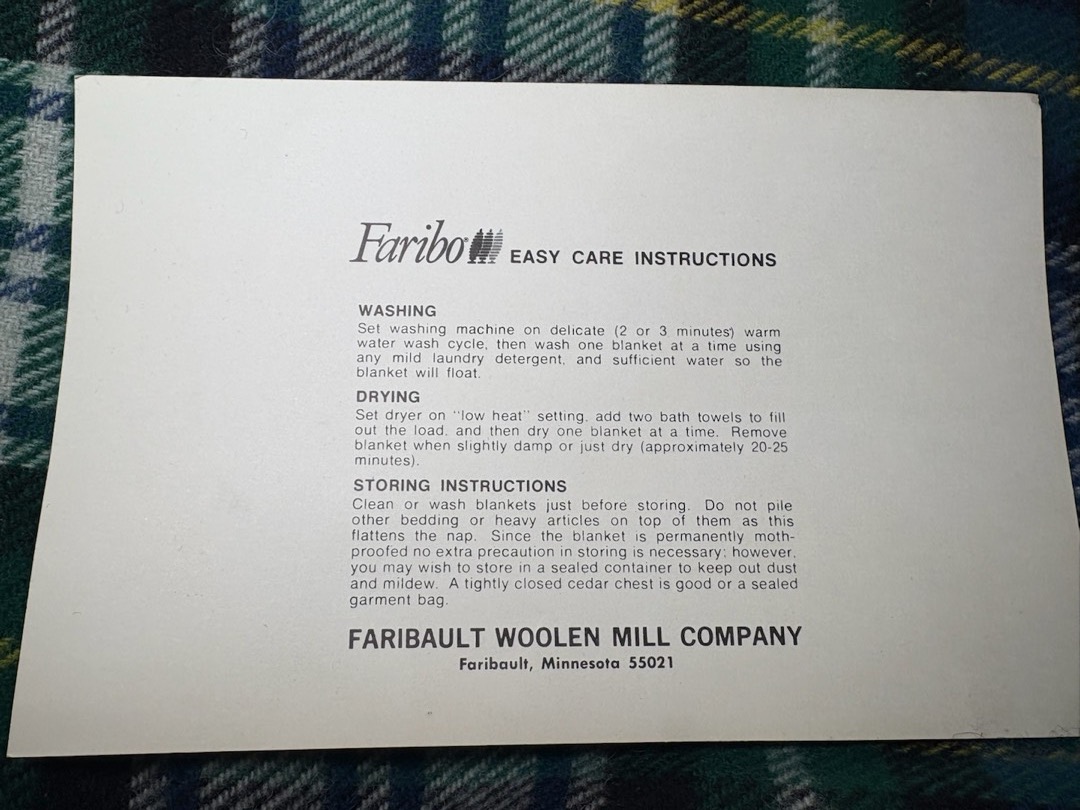 Faribo® EASY CARE INSTRUCTIONS
WASHING
Set washing machine on delicate (2 or 3 minutes) warm
water wash cycle, then wash one blanket at a time using
any mild laundry detergent, and sufficient water so the
blanket will float.
DRYING
Set dryer on "low heat" setting, add two bath towels to fill
out the load, and then dry one blanket at a time. Remove
blanket when slightly damp or just dry (approximately 20-25
minutes).
STORING INSTRUCTIONS
Clean or wash blankets just before storing. Do not pile
other bedding or heavy articles on top of them as this
flattens the nap. Since the blanket is permanently moth-
proofed no extra precaution in storing is necessary; however,
you may wish to store in a sealed container to keep out dust
and mildew. A tightly closed cedar chest is good or a sealed
garment bag.
FARIBAULT WOOLEN MILL COMPANY
Faribault, Minnesota 55021